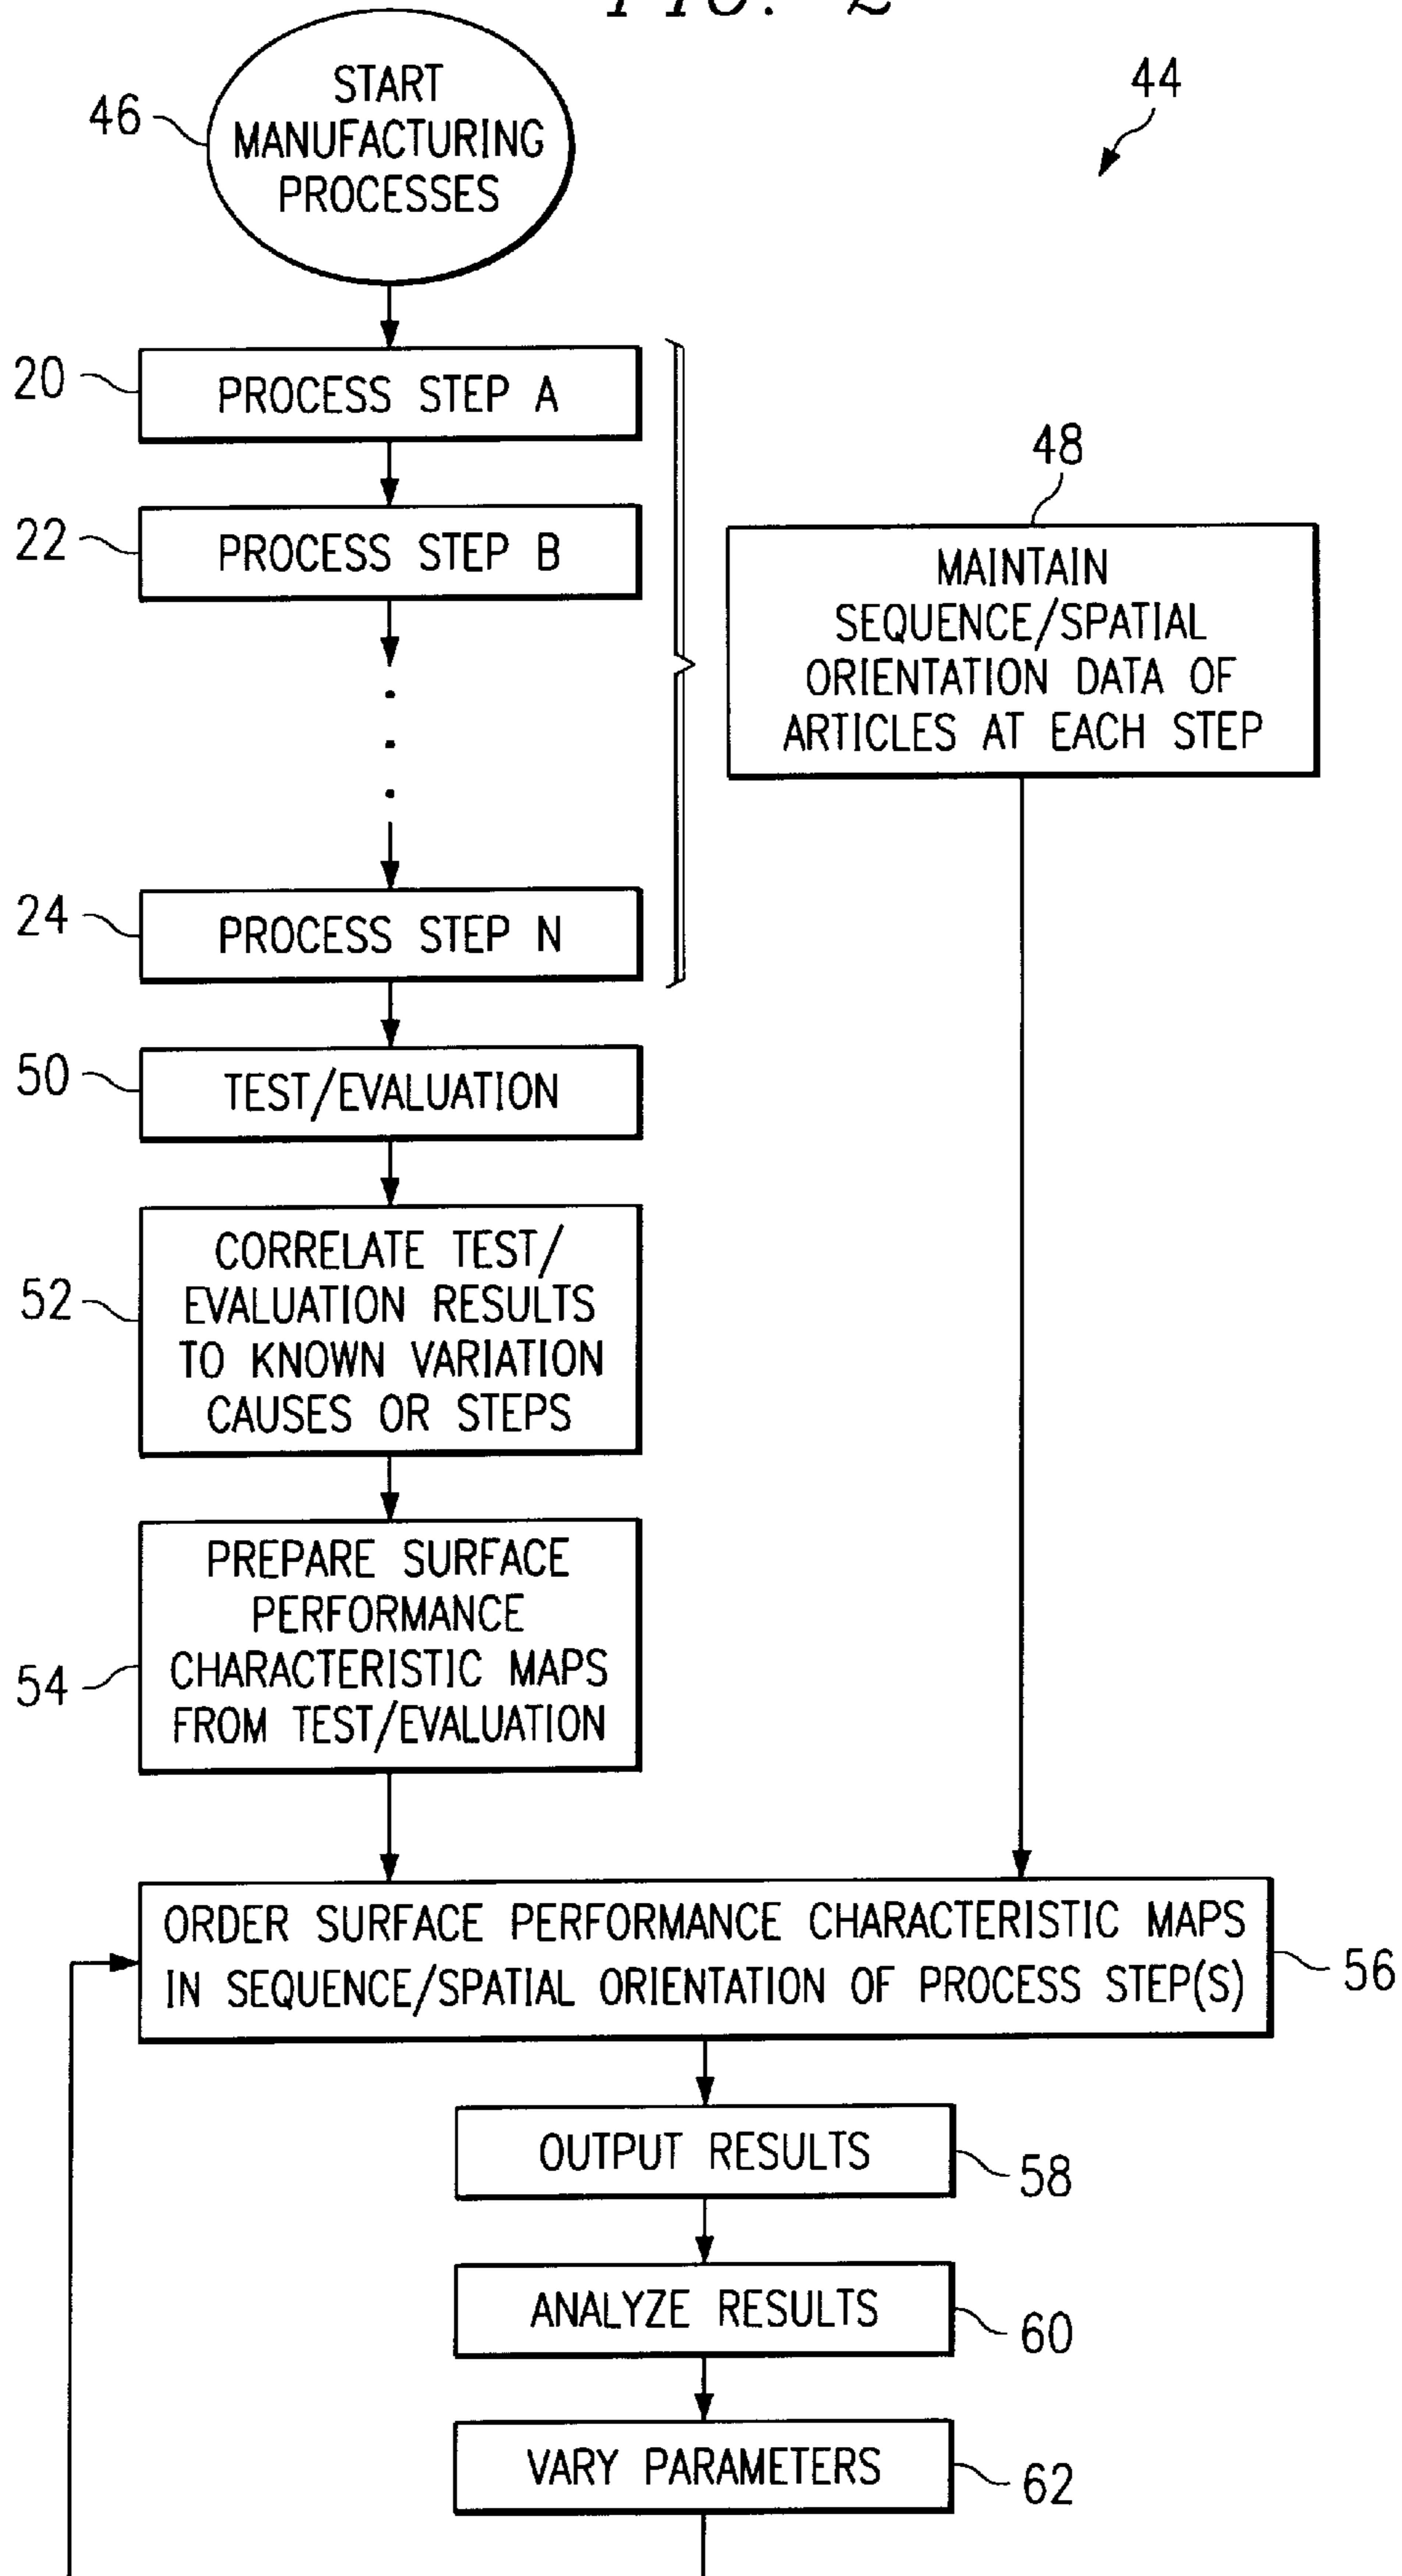 FIG. 2
44
46
START
MANUFACTURING
PROCESSES
20
PROCESS STEP A
22
PROCESS STEP B
48
MAINTAIN
SEQUENCE/SPATIAL
ORIENTATION DATA OF
ARTICLES AT EACH STEP
.
.
.
24
PROCESS STEP N
50
TEST/EVALUATION
52
CORRELATE TEST/
EVALUATION RESULTS
TO KNOWN VARIATION
CAUSES OR STEPS
54
PREPARE SURFACE
PERFORMANCE
CHARACTERISTIC MAPS
FROM TEST/EVALUATION
ORDER SURFACE PERFORMANCE CHARACTERISTIC MAPS
IN SEQUENCE/SPATIAL ORIENTATION OF PROCESS STEP(S)
56
OUTPUT RESULTS
58
ANALYZE RESULTS
60
VARY PARAMETERS
62